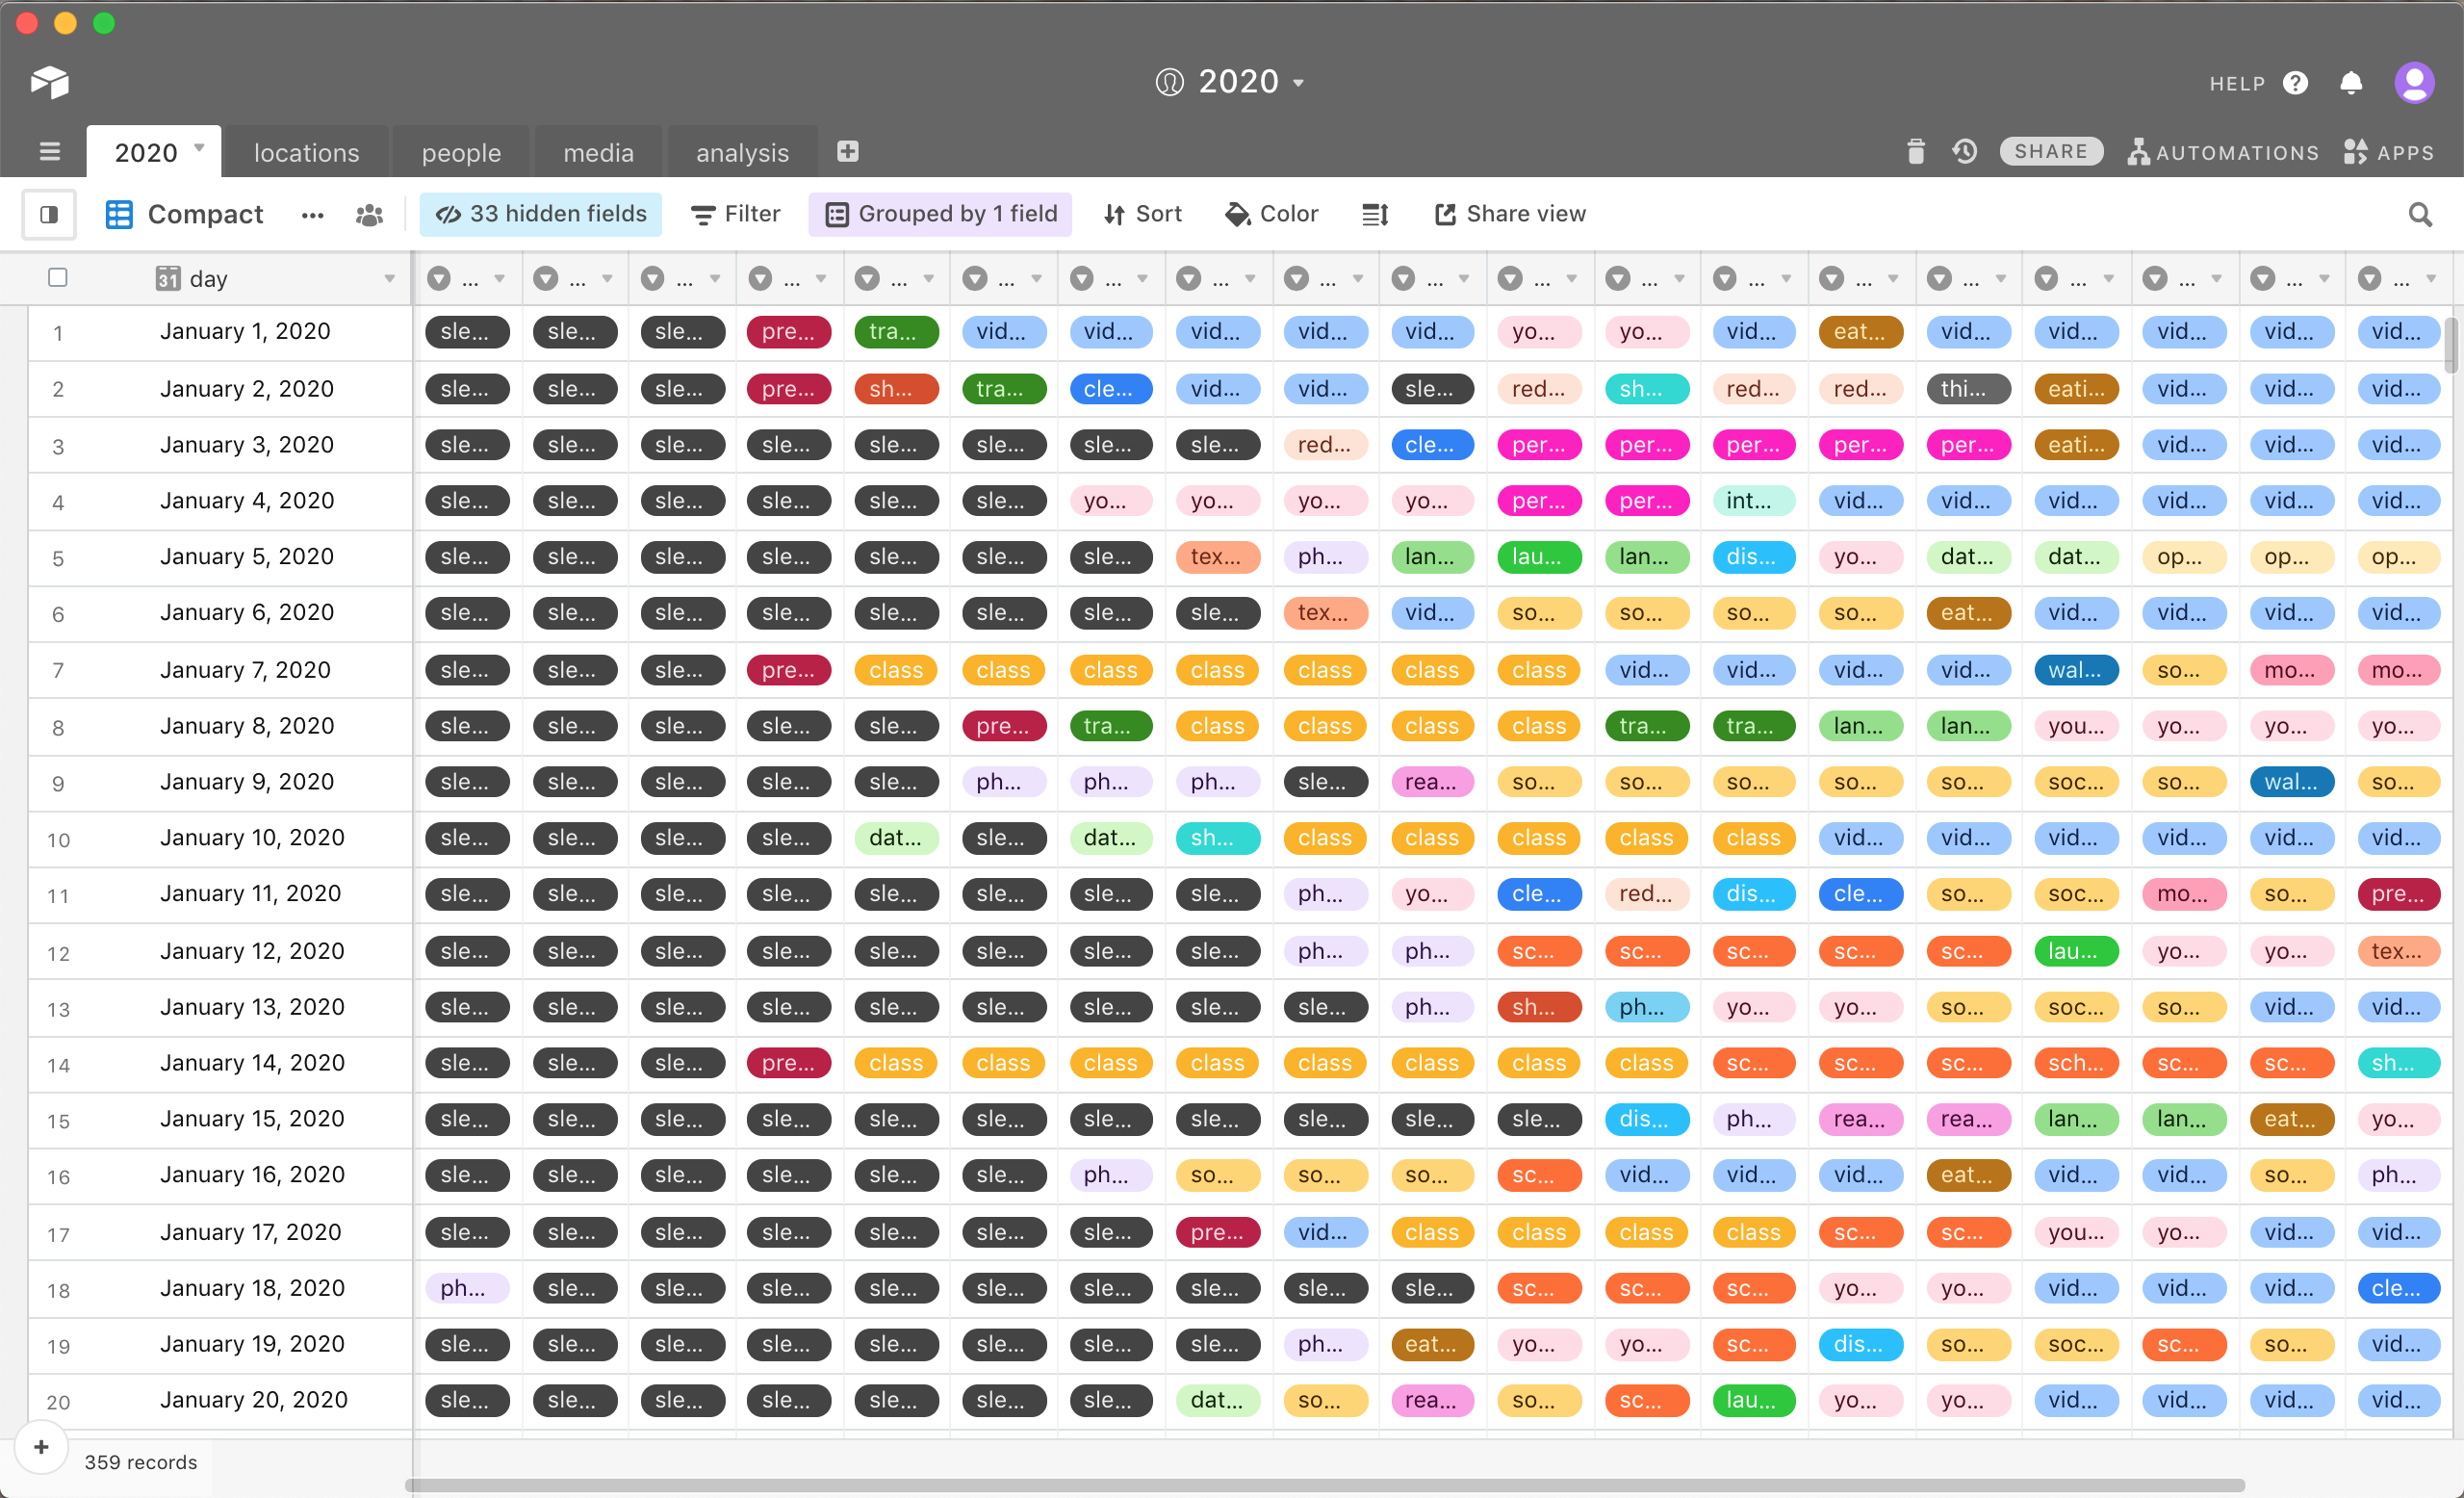 2020
HELP
2020 locations people media analysis SHARE AUTOMATIONS APPS
Compact ... 33 hidden fields Filter Grouped by 1 field Sort Color Share view
31 day ... ... ... ... ... ... ... ... ... ... ... ... ... ... ... ... ... ... ...
1 January 1, 2020 sle... sle... sle... pre... tra... vid... vid... vid... vid... vid... yo... yo... vid... eat... vid... vid... vid... vid... vid...
2 January 2, 2020 sle... sle... sle... pre... sh... tra... cle... vid... vid... sle... red... sh... red... red... thi... eati... vid... vid... vid...
3 January 3, 2020 sle... sle... sle... sle... sle... sle... sle... sle... red... cle... per... per... per... per... per... eati... vid... vid... vid...
4 January 4, 2020 sle... sle... sle... sle... sle... sle... yo... yo... yo... yo... per... per... int... vid... vid... vid... vid... vid... vid...
5 January 5, 2020 sle... sle... sle... sle... sle... sle... sle... tex... ph... lan... lau... lan... dis... yo... dat... dat... op... op... op...
6 January 6, 2020 sle... sle... sle... sle... sle... sle... sle... sle... tex... vid... so... so... so... so... eat... vid... vid... vid... vid...
7 January 7, 2020 sle... sle... sle... pre... class class class class class class class vid... vid... vid... vid... wal... so... mo... mo...
8 January 8, 2020 sle... sle... sle... sle... sle... pre... tra... class class class class tra... tra... lan... lan... you... yo... yo... yo...
9 January 9, 2020 sle... sle... sle... sle... sle... ph... ph... ph... sle... rea... so... so... so... so... so... soc... so... wal... so...
10 January 10, 2020 sle... sle... sle... sle... dat... sle... dat... sh... class class class class class vid... vid... vid... vid... vid... vid...
11 January 11, 2020 sle... sle... sle... sle... sle... sle... sle... sle... ph... yo... cle... red... dis... cle... so... soc... mo... so... pre...
12 January 12, 2020 sle... sle... sle... sle... sle... sle... sle... sle... ph... ph... sc... sc... sc... sc... sc... lau... yo... yo... tex...
13 January 13, 2020 sle... sle... sle... sle... sle... sle... sle... sle... sle... ph... sh... ph... yo... yo... so... soc... so... vid... vid...
14 January 14, 2020 sle... sle... sle... pre... class class class class class class class class sc... sc... sc... sch... sc... sc... sh...
15 January 15, 2020 sle... sle... sle... sle... sle... sle... sle... sle... sle... sle... sle... dis... ph... rea... rea... lan... lan... eat... yo...
16 January 16, 2020 sle... sle... sle... sle... sle... sle... ph... so... so... so... sc... vid... vid... vid... eat... vid... vid... so... ph...
17 January 17, 2020 sle... sle... sle... sle... sle... sle... sle... pre... vid... class class class class sc... sc... you... yo... vid... vid...
18 January 18, 2020 ph... sle... sle... sle... sle... sle... sle... sle... sle... sle... sc... sc... sc... yo... yo... vid... vid... vid... cle...
19 January 19, 2020 sle... sle... sle... sle... sle... sle... sle... sle... ph... eat... yo... yo... sc... dis... so... soc... sc... so... vid...
20 January 20, 2020 sle... sle... sle... sle... sle... sle... sle... dat... so... rea... so... sc... lau... yo... yo... vid... vid... vid... vid...
+ 359 records